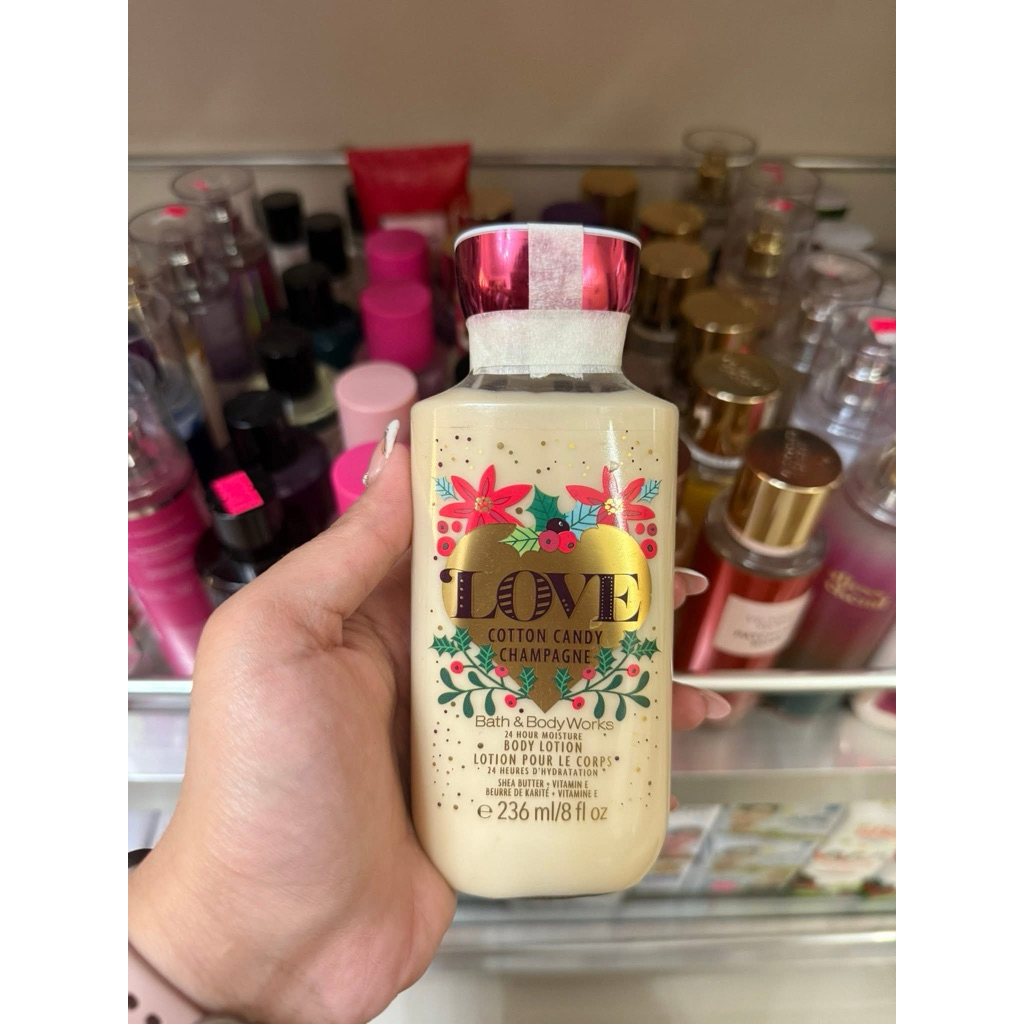 LOVE
COTTON CANDY
CHAMPAGNE
Bath & Body Works
24 HOUR MOISTURE
BODY LOTION
LOTION POUR LE CORPS
24 HEURES D'HYDRATATION
SHEA BUTTER + VITAMIN E
BEURRE DE KARITÉ + VITAMINE E
℮ 236 ml/8 fl oz